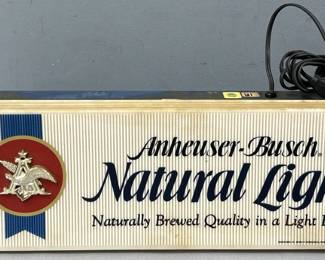 Anheuser-Busch
Natural Ligh
Naturally Brewed Quality in a Light